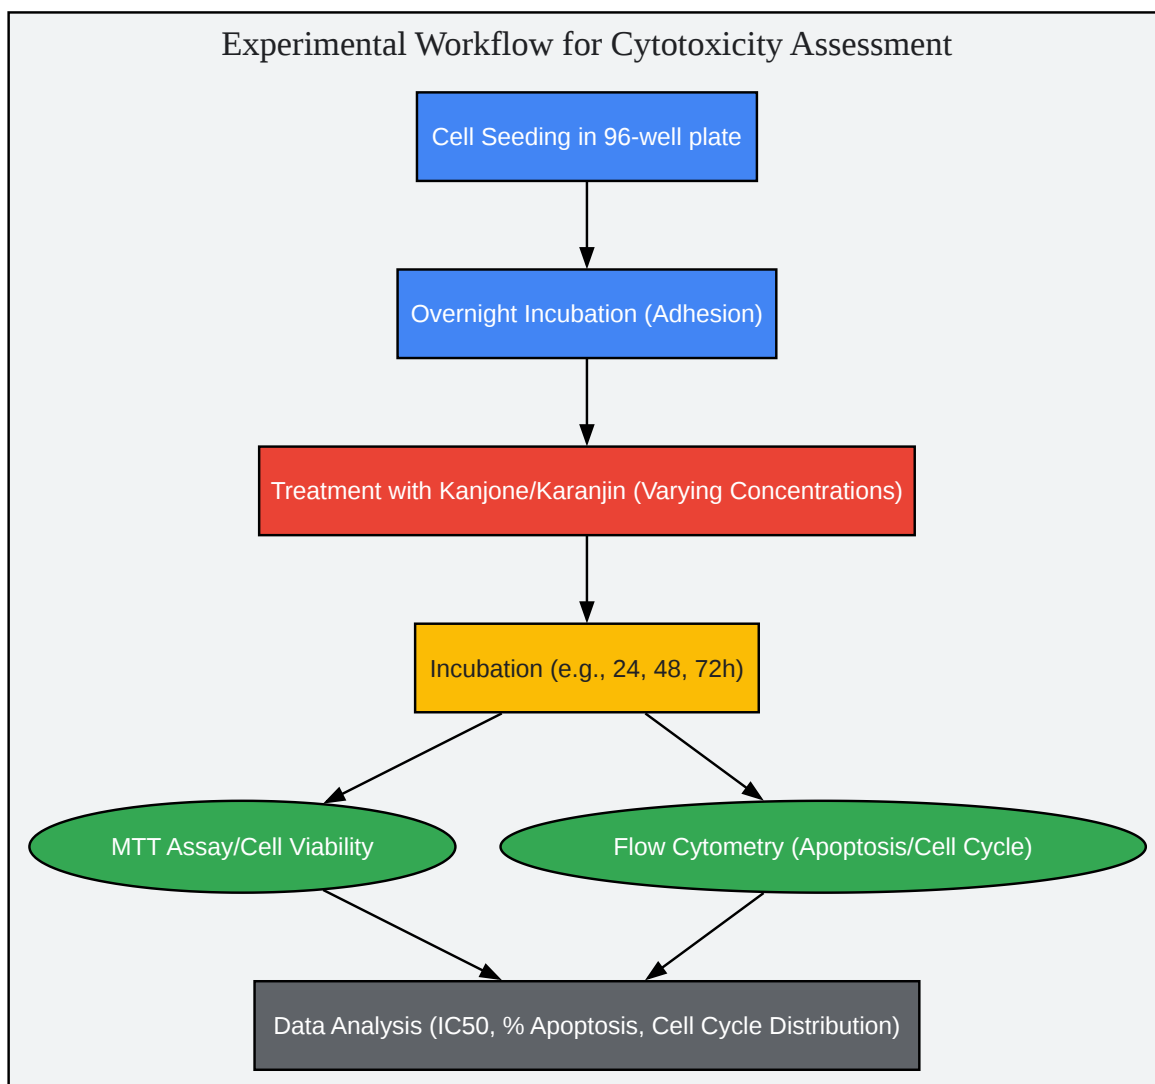 Experimental Workflow for Cytotoxicity Assessment
Cell Seeding in 96-well plate
Overnight Incubation (Adhesion)
Treatment with Kanjone/Karanjin (Varying Concentrations)
Incubation (e.g., 24, 48, 72h)
MTT Assay/Cell Viability
Flow Cytometry (Apoptosis/Cell Cycle)
Data Analysis (IC50, % Apoptosis, Cell Cycle Distribution)